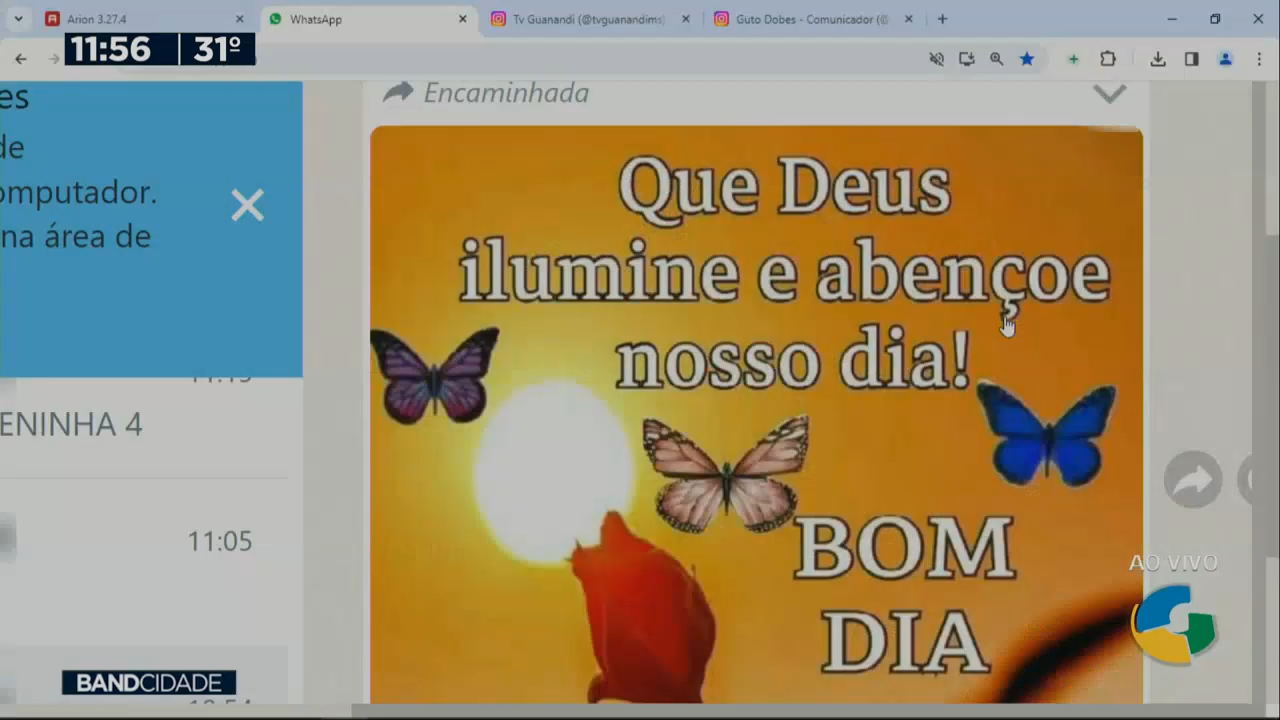 Arion 3.27.4
WhatsApp
Tv Guanandi (@tvguanandims)
Guto Dobes - Comunicador (@
11:56 31º
es
de
omputador.
na área de
Encaminhada
Que Deus
ilumine e abençoe
nosso dia!
ENINHA 4
11:05
BOM
DIA
AO VIVO
BANDCIDADE